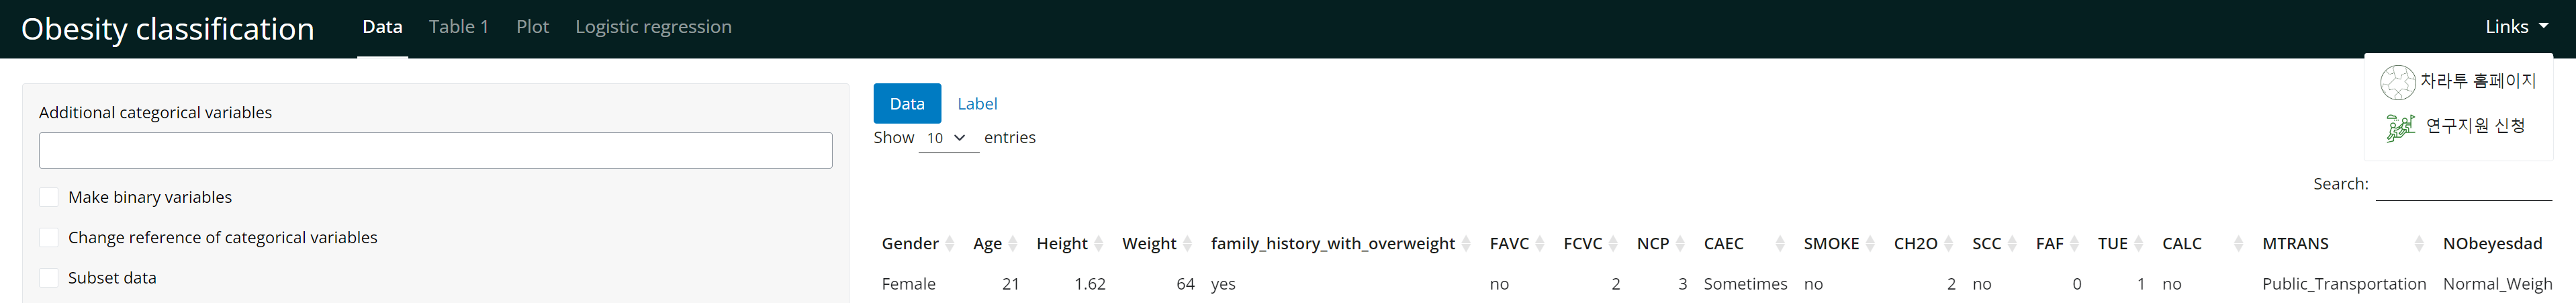 Obesity classification Data Table 1 Plot Logistic regression Links
차라투 홈페이지
연구지원 신청
Additional categorical variables
Make binary variables
Change reference of categorical variables
Subset data
Data Label
Show 10 entries
Search:
Gender Age Height Weight family_history_with_overweight FAVC FCVC NCP CAEC SMOKE CH2O SCC FAF TUE CALC MTRANS NObeyesdad
Female 21 1.62 64 yes no 2 3 Sometimes no 2 no 0 1 no Public_Transportation Normal_Weigh